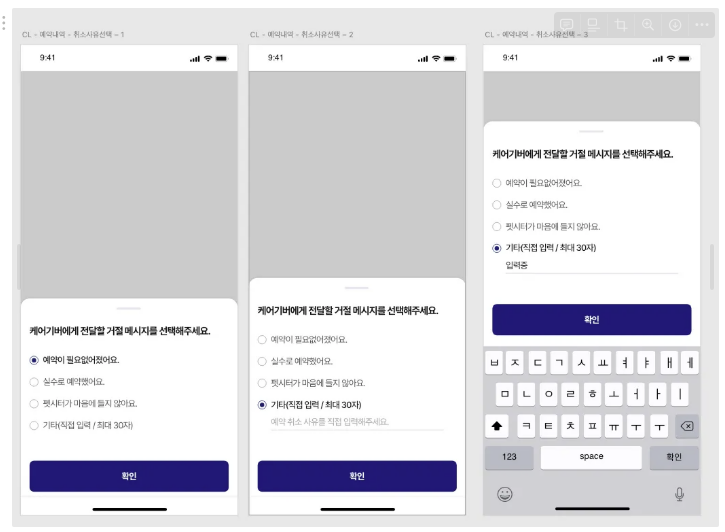 CL – 예약내역 – 취소사유선택 – 1
9:41
케어기버에게 전달할 거절 메시지를 선택해주세요.
예약이 필요없어졌어요.
실수로 예약했어요.
펫시터가 마음에 들지 않아요.
기타(직접 입력 / 최대 30자)
확인
CL – 예약내역 – 취소사유선택 – 2
9:41
케어기버에게 전달할 거절 메시지를 선택해주세요.
예약이 필요없어졌어요.
실수로 예약했어요.
펫시터가 마음에 들지 않아요.
기타(직접 입력 / 최대 30자)
예약 취소 사유를 직접 입력해주세요.
확인
CL – 예약내역 – 취소사유선택 – 3
9:41
케어기버에게 전달할 거절 메시지를 선택해주세요.
예약이 필요없어졌어요.
실수로 예약했어요.
펫시터가 마음에 들지 않아요.
기타(직접 입력 / 최대 30자)
입력중
확인
ㅂ ㅈ ㄷ ㄱ ㅅ ㅛ ㅕ ㅑ ㅐ ㅔ
ㅁ ㄴ ㅇ ㄹ ㅎ ㅗ ㅓ ㅏ ㅣ
ㅋ ㅌ ㅊ ㅍ ㅠ ㅜ ㅜ
123 space 확인